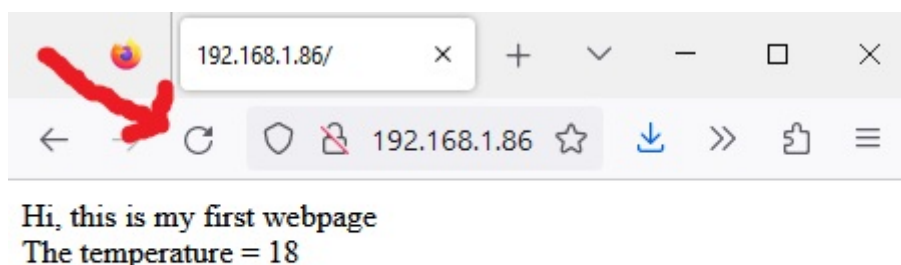 192.168.1.86/
192.168.1.86
Hi, this is my first webpage
The temperature = 18